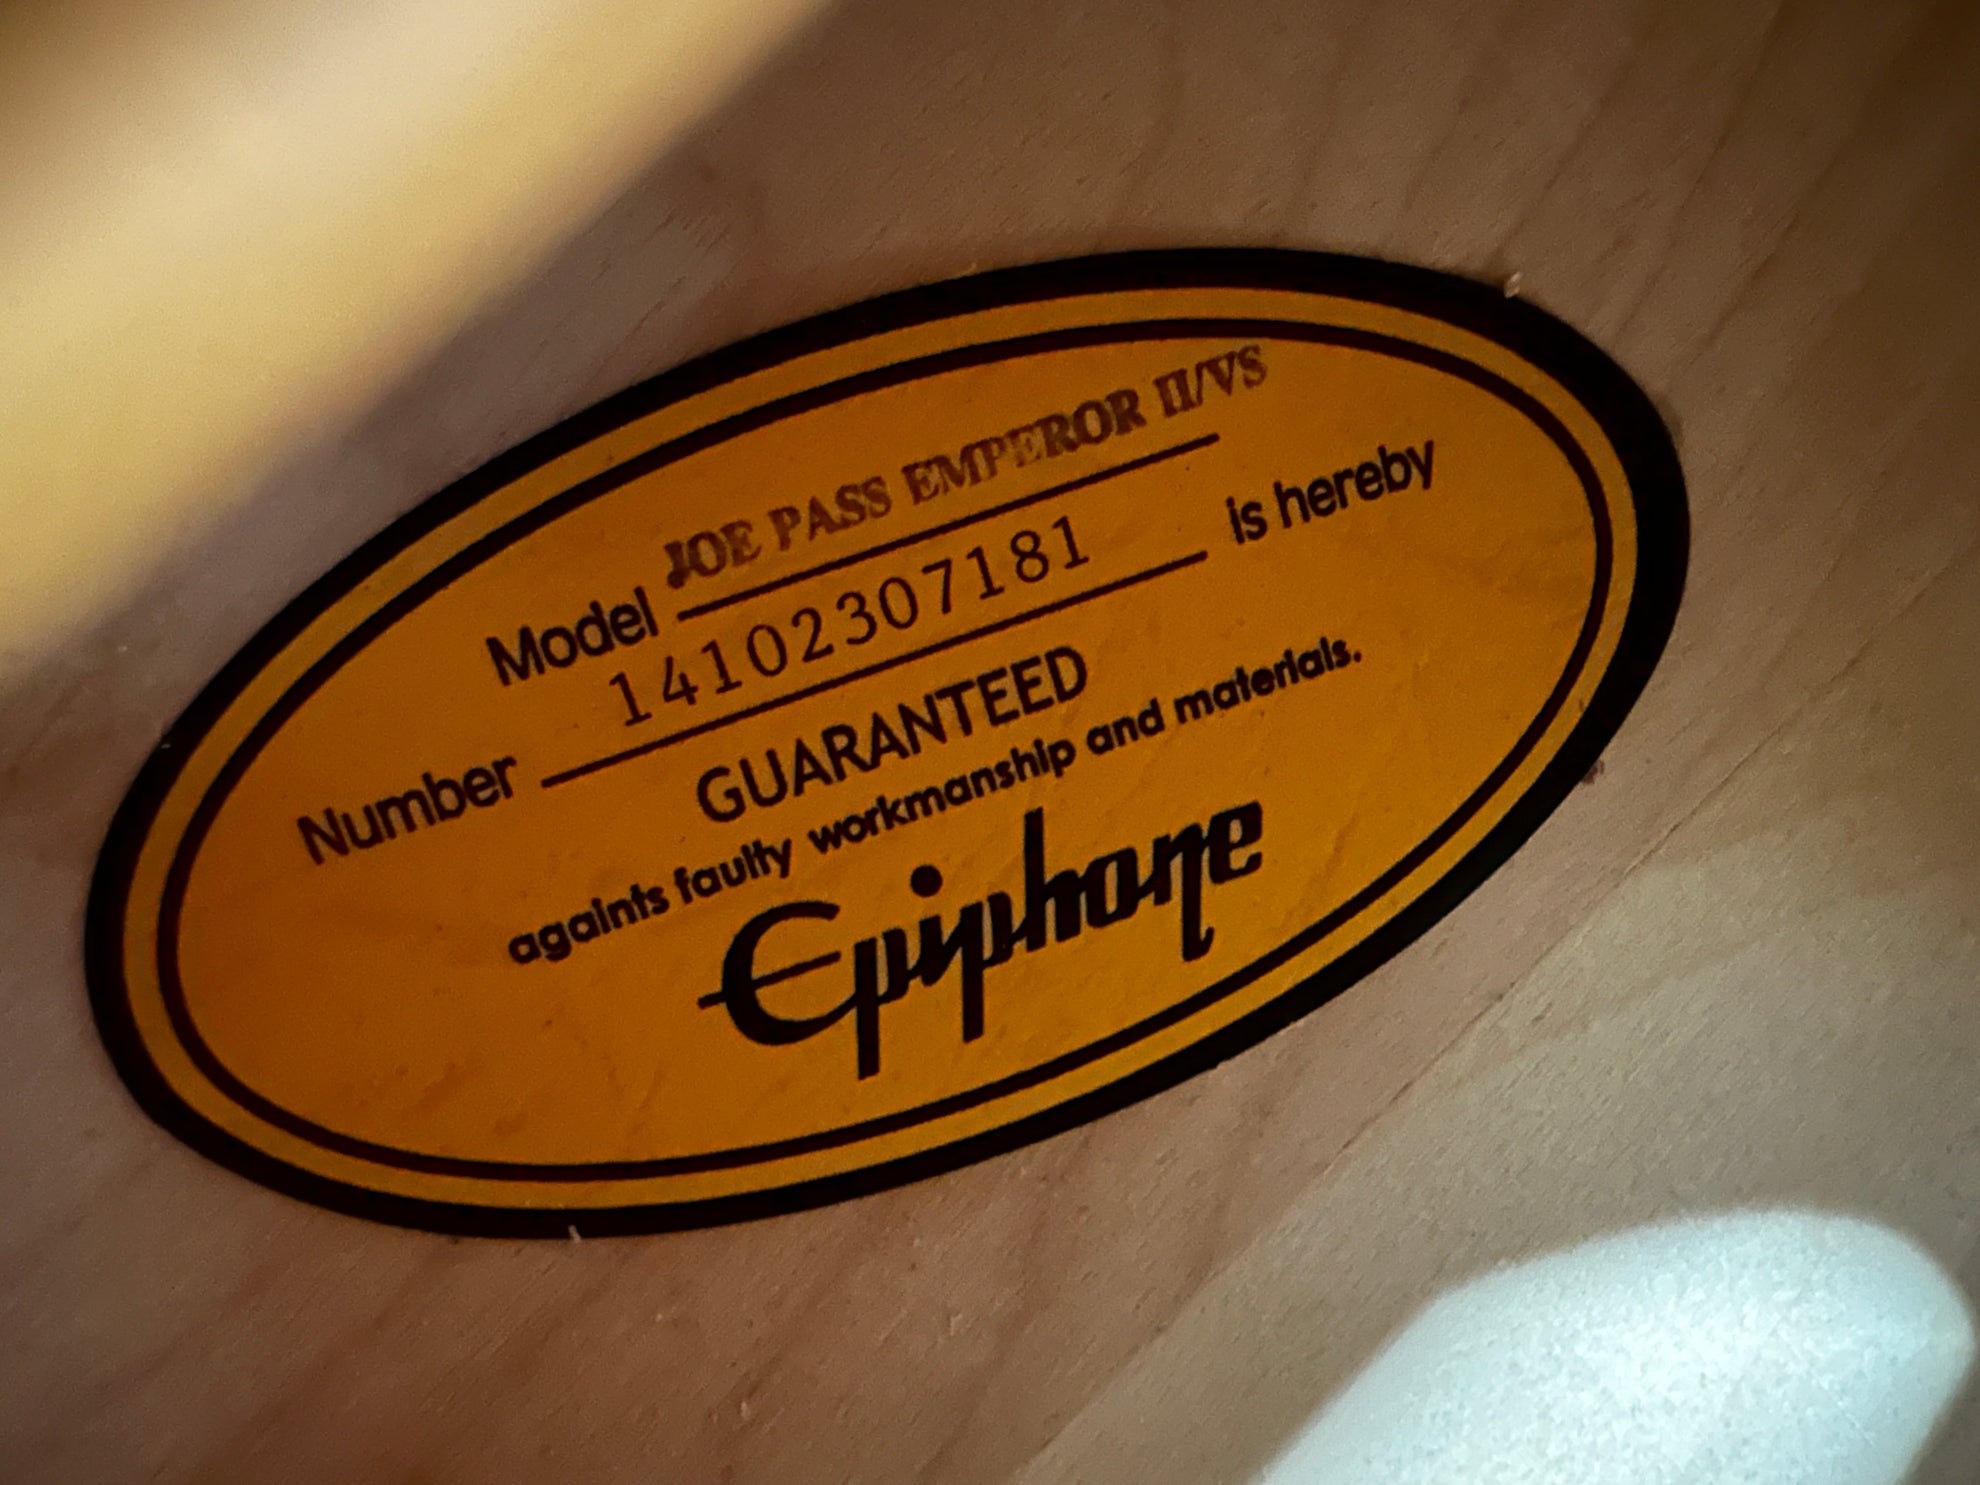 Model JOE PASS EMPEROR II/VS
Number 14102307181 is hereby
GUARANTEED
againts faulty workmanship and materials.
Epiphone